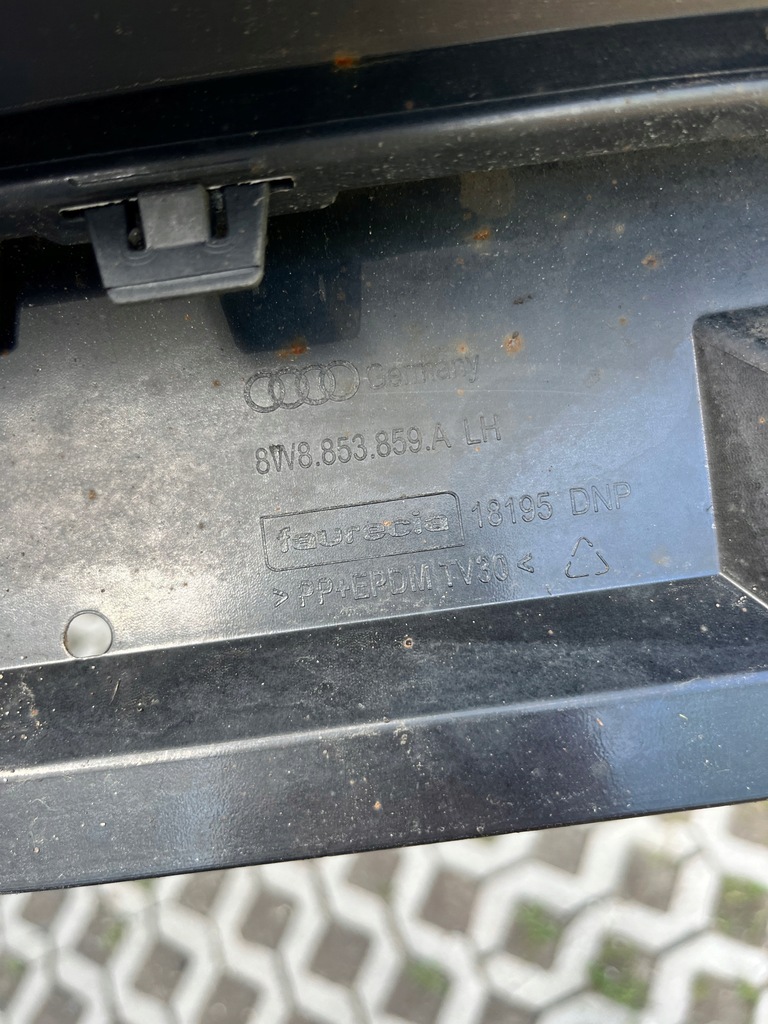 Germany
8W8.853.859.A LH
faurecia 18195 DNP
>PP+EPDM TV30<